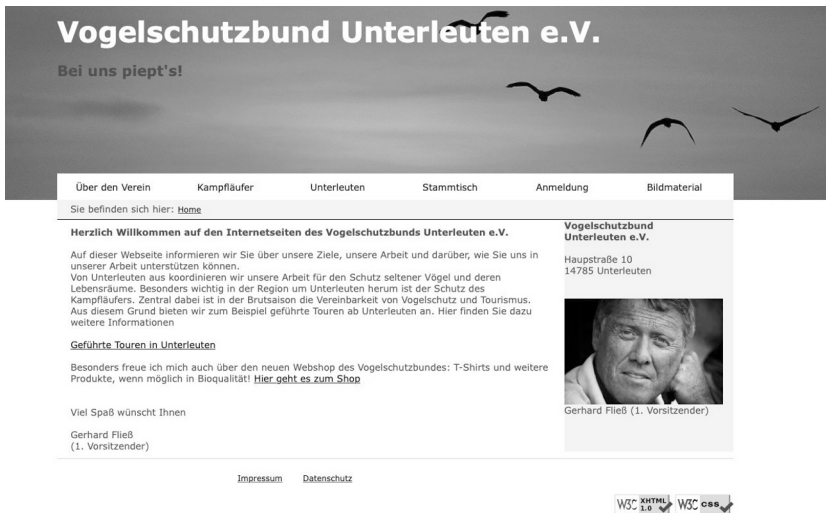 Vogelschutzbund Unterleuten e.V.
Bei uns piept's!
Über den Verein
Kampfläufer
Unterleuten
Stammtisch
Anmeldung
Bildmaterial
Sie befinden sich hier: Home
Herzlich Willkommen auf den Internetseiten des Vogelschutzbunds Unterleuten e.V.
Auf dieser Webseite informieren wir Sie über unsere Ziele, unsere Arbeit und darüber, wie Sie uns in
unserer Arbeit unterstützen können.
Von Unterleuten aus koordinieren wir unsere Arbeit für den Schutz seltener Vögel und deren
Lebensräume. Besonders wichtig in der Region um Unterleuten herum ist der Schutz des
Kampfläufers. Zentral dabei ist in der Brutsaison die Vereinbarkeit von Vogelschutz und Tourismus.
Aus diesem Grund bieten wir zum Beispiel geführte Touren ab Unterleuten an. Hier finden Sie dazu
weitere Informationen
Geführte Touren in Unterleuten
Besonders freue ich mich auch über den neuen Webshop des Vogelschutzbundes: T-Shirts und weitere
Produkte, wenn möglich in Bioqualität! Hier geht es zum Shop
Viel Spaß wünscht Ihnen
Gerhard Fließ
(1. Vorsitzender)
Vogelschutzbund
Unterleuten e.V.
Haupstraße 10
14785 Unterleuten
Gerhard Fließ (1. Vorsitzender)
Impressum
Datenschutz
W3C XHTML 1.0
W3C css